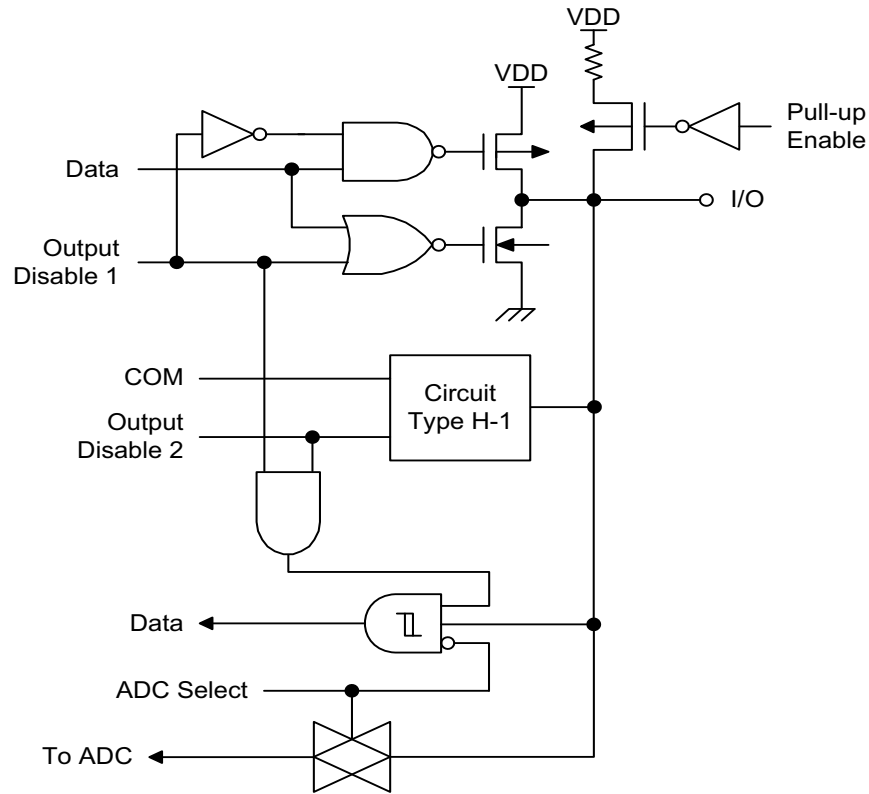 VDD
VDD
Pull-up
Enable
Data
I/O
Output
Disable 1
COM
Circuit
Type H-1
Output
Disable 2
Data
ADC Select
To ADC